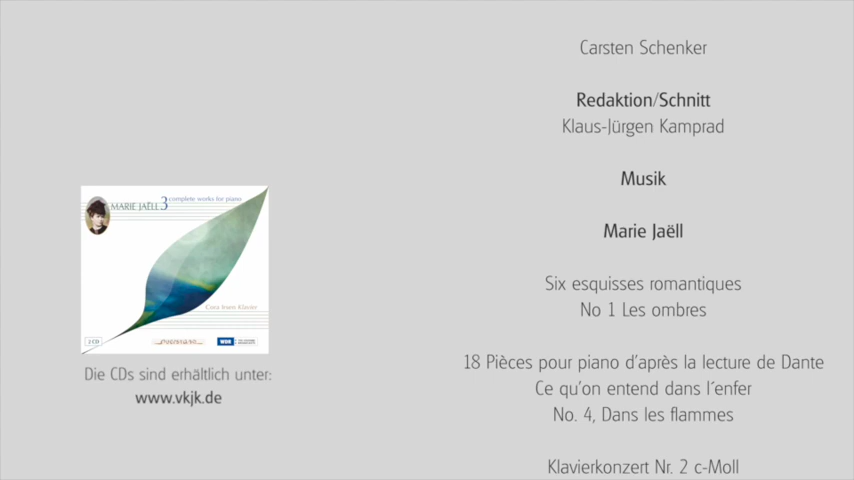 Carsten Schenker
Redaktion/Schnitt
Klaus-Jürgen Kamprad
Musik
Marie Jaëll
Six esquisses romantiques
No 1 Les ombres
18 Pièces pour piano d'après la lecture de Dante
Ce qu'on entend dans l´enfer
No. 4, Dans les flammes
Klavierkonzert Nr. 2 c-Moll
MARIE JAËLL 3 complete works for piano
Cora Irsen Klavier
2 CD
WDR
Die CDs sind erhältlich unter:
www.vkjk.de